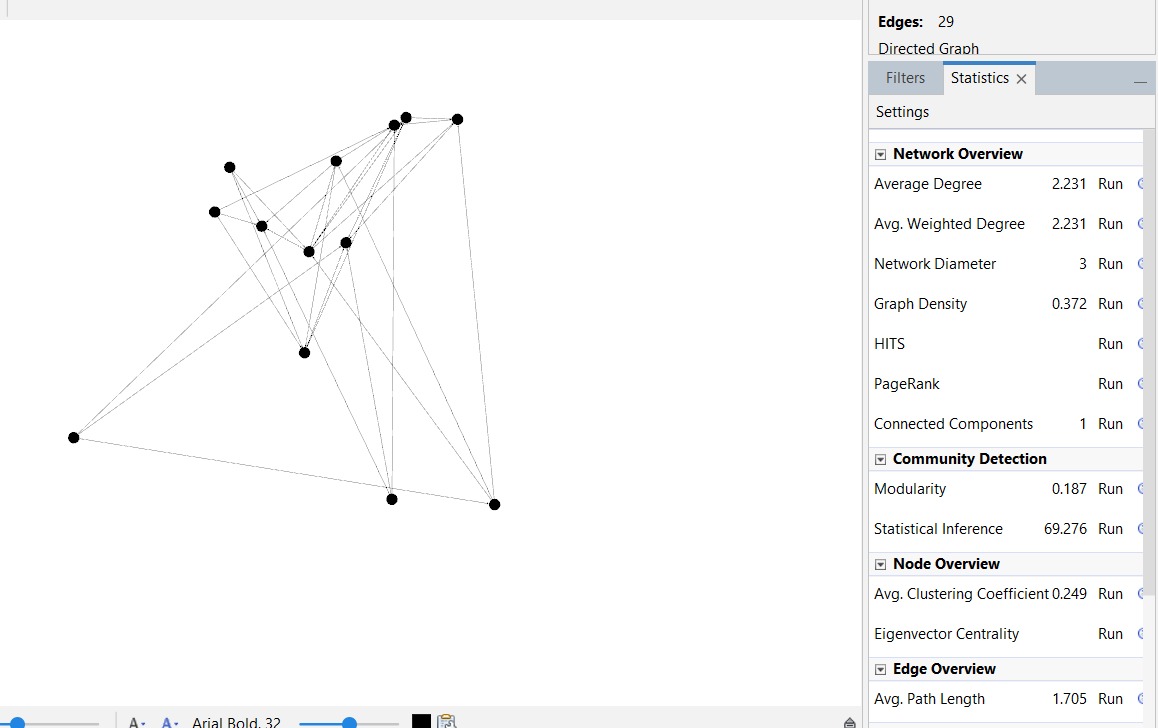 Edges: 29
Directed Graph
Filters Statistics
Settings
Network Overview
Average Degree 2.231 Run
Avg. Weighted Degree 2.231 Run
Network Diameter 3 Run
Graph Density 0.372 Run
HITS Run
PageRank Run
Connected Components 1 Run
Community Detection
Modularity 0.187 Run
Statistical Inference 69.276 Run
Node Overview
Avg. Clustering Coefficient 0.249 Run
Eigenvector Centrality Run
Edge Overview
Avg. Path Length 1.705 Run
A A Arial Bold, 32